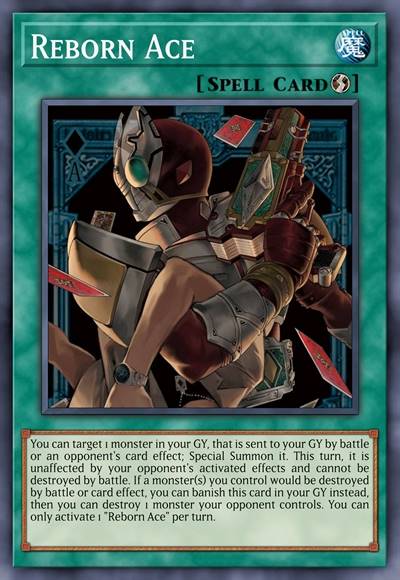 Reborn Ace
魔
[Spell Card]
A
You can target 1 monster in your GY, that is sent to your GY by battle
or an opponent's card effect; Special Summon it. This turn, it is
unaffected by your opponent's activated effects and cannot be
destroyed by battle. If a monster(s) you control would be destroyed
by battle or card effect, you can banish this card in your GY instead,
then you can destroy 1 monster your opponent controls. You can
only activate 1 "Reborn Ace" per turn.